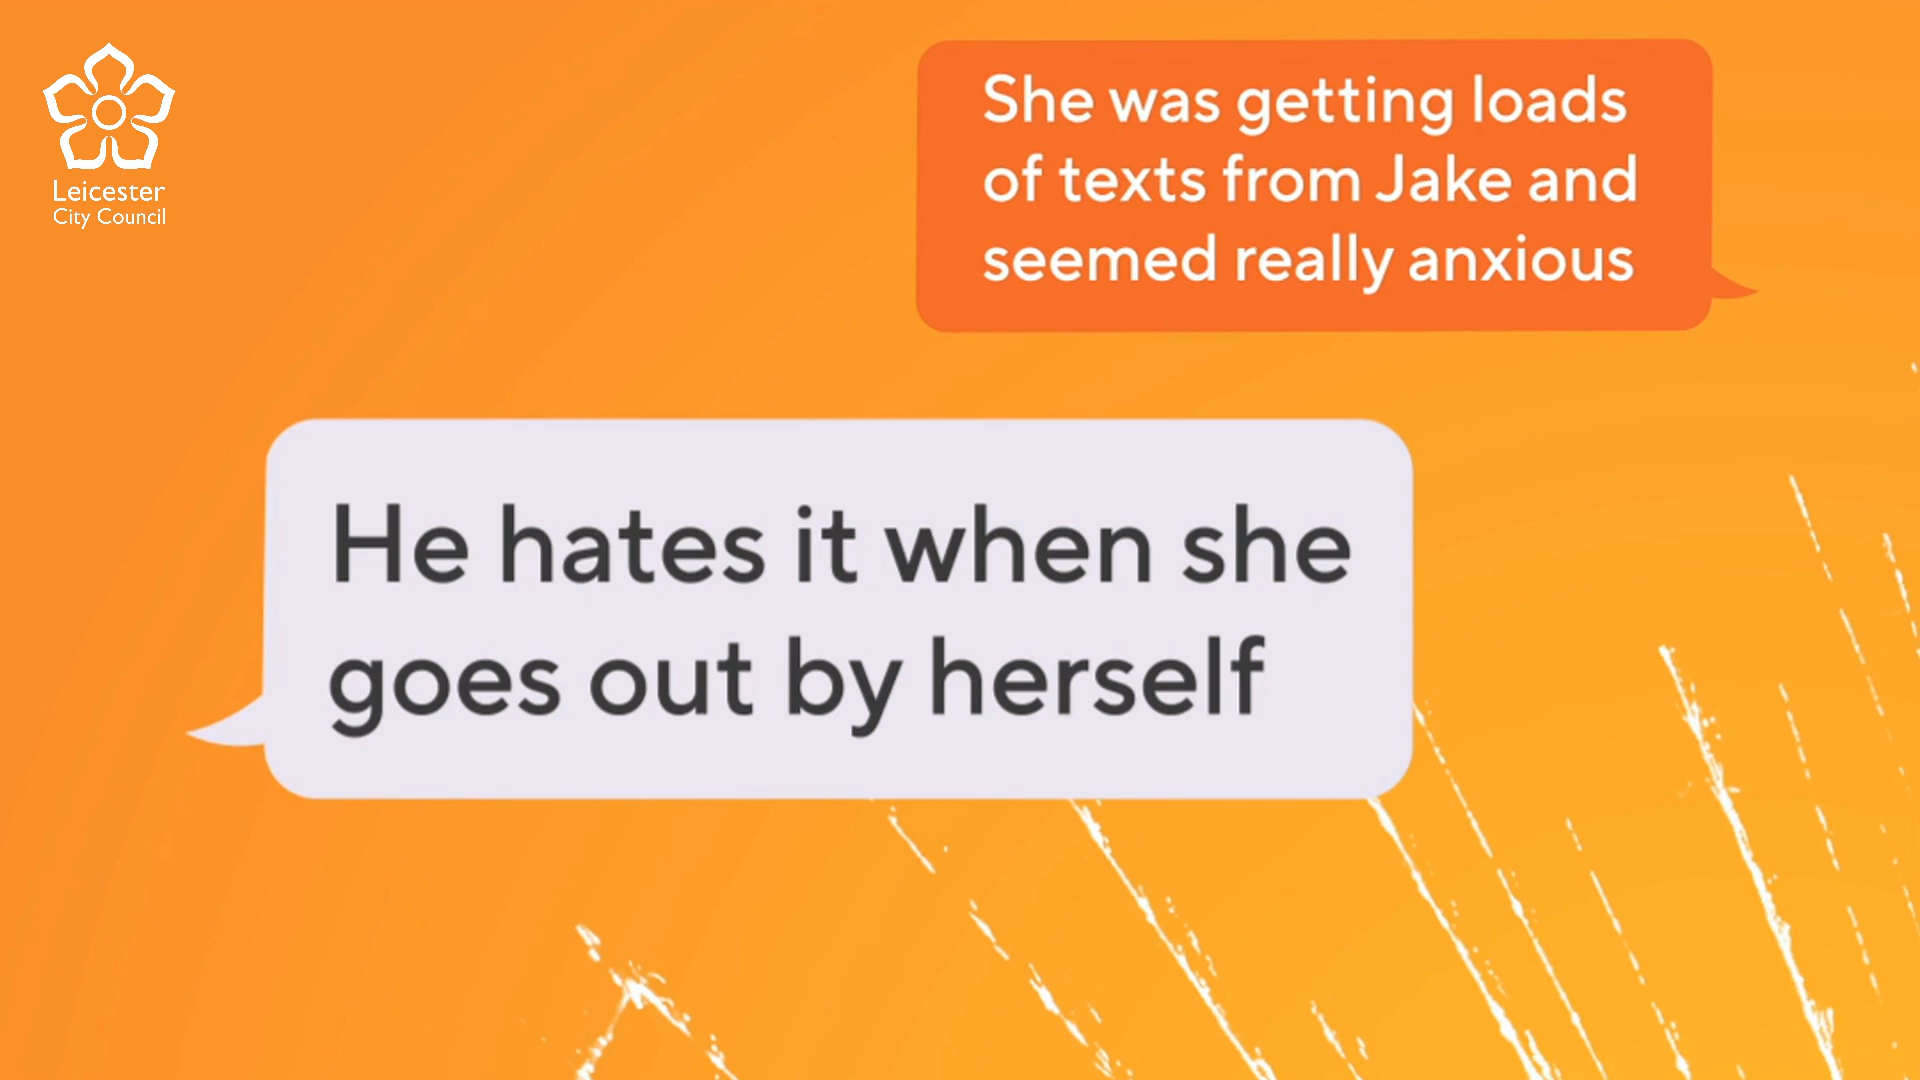 Leicester
City Council
She was getting loads
of texts from Jake and
seemed really anxious
He hates it when she
goes out by herself